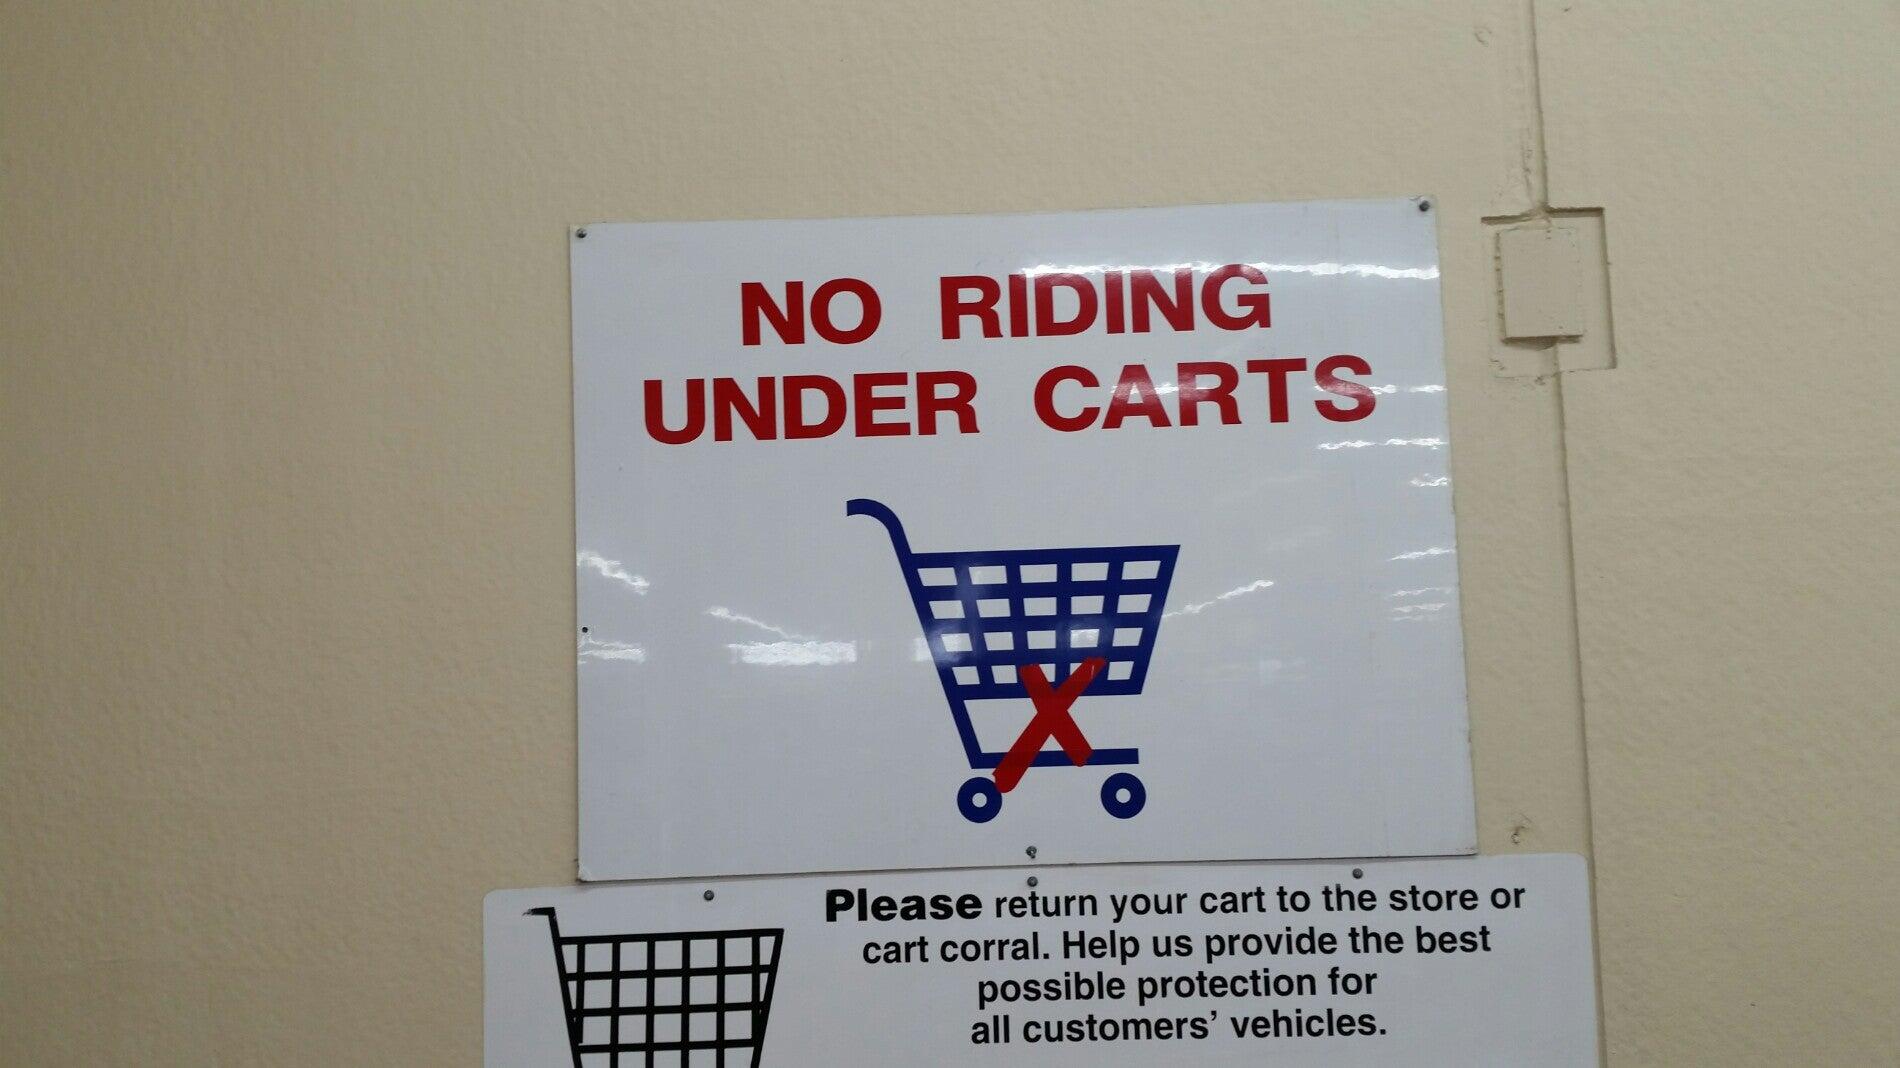 NO RIDING
UNDER CARTS
Please return your cart to the store or
cart corral. Help us provide the best
possible protection for
all customers’ vehicles.